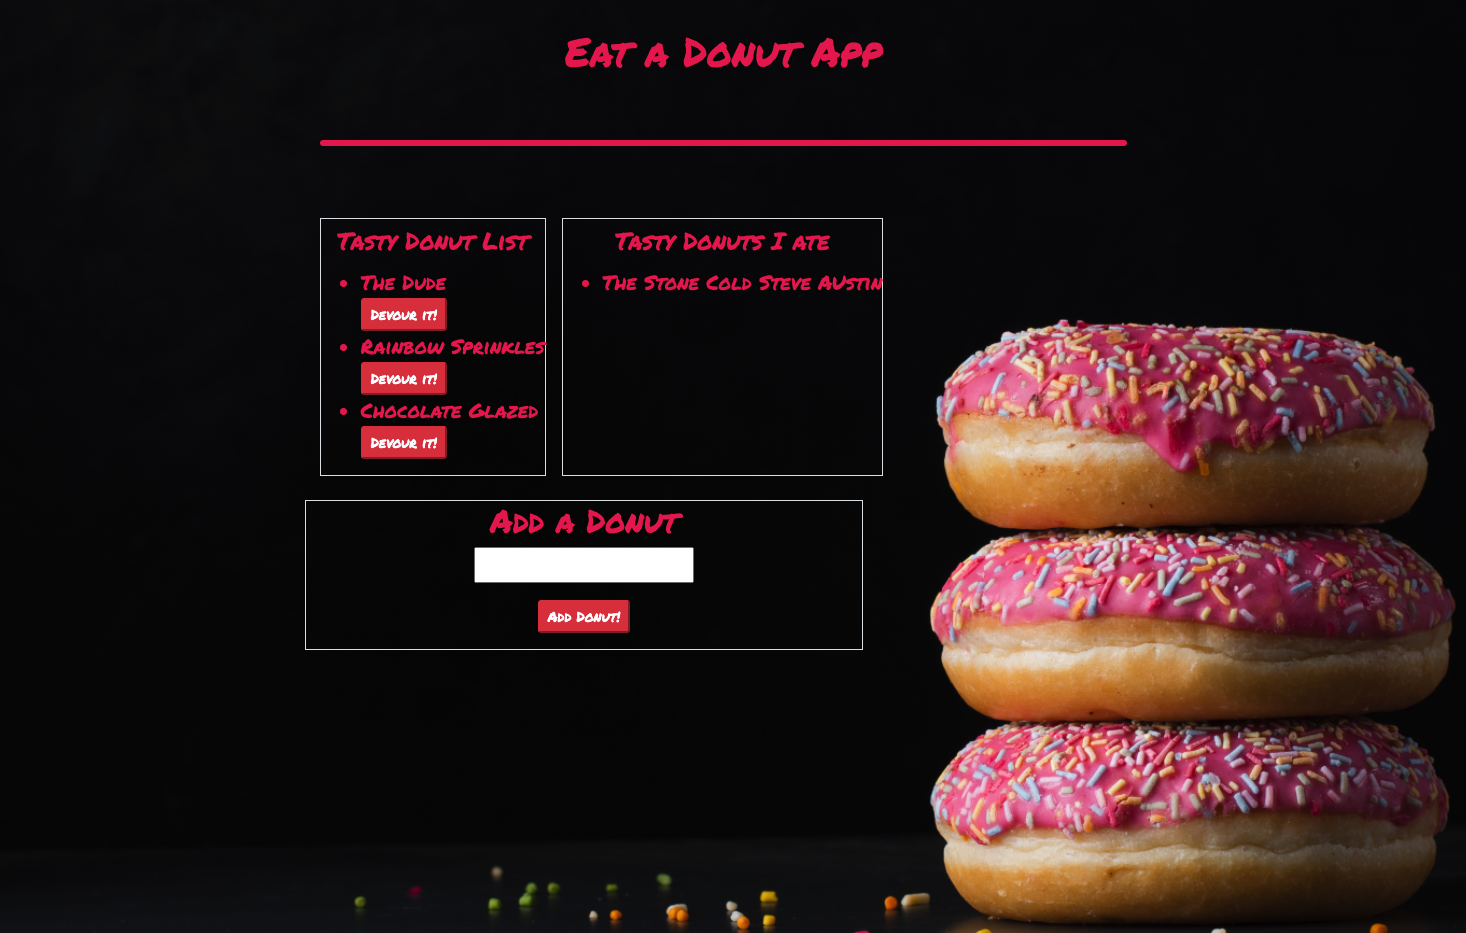 Eat a Donut App
Tasty Donut List
The Dude
Devour it!
Rainbow Sprinkles
Devour it!
Chocolate Glazed
Devour it!
Tasty Donuts I ate
The Stone Cold Steve Austin
Add a Donut
Add Donut!